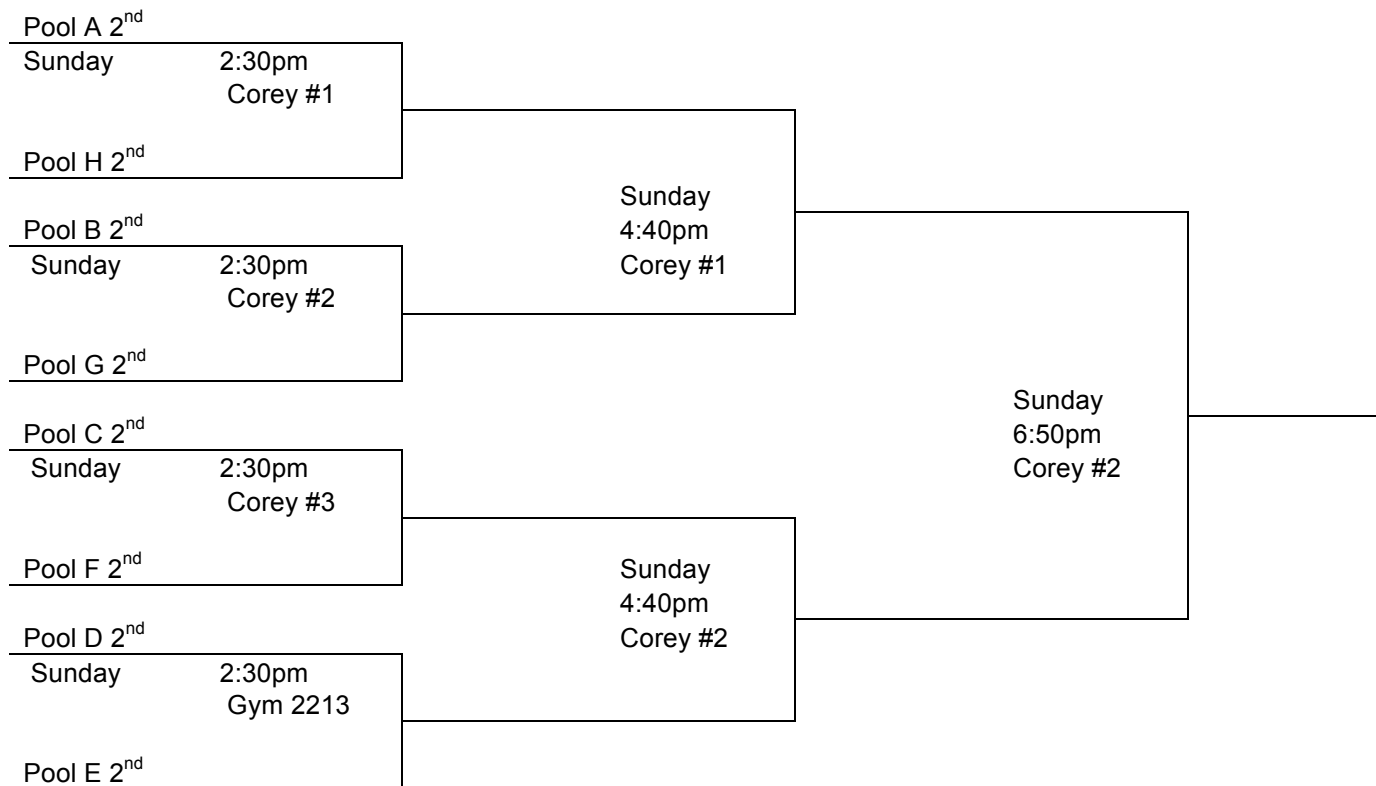 Pool A 2nd
Sunday 2:30pm
Corey #1
Pool H 2nd
Sunday
4:40pm
Corey #1
Pool B 2nd
Sunday 2:30pm
Corey #2
Pool G 2nd
Sunday
6:50pm
Corey #2
Pool C 2nd
Sunday 2:30pm
Corey #3
Pool F 2nd
Sunday
4:40pm
Corey #2
Pool D 2nd
Sunday 2:30pm
Gym 2213
Pool E 2nd